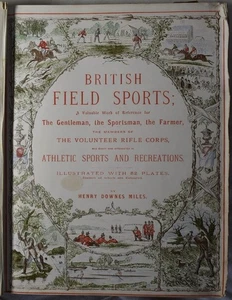 BRITISH
FIELD SPORTS;
A Valuable Work of Reference for
The Gentleman, the Sportsman, the Farmer,
THE MEMBERS OF
THE VOLUNTEER RIFLE CORPS,
ATHLETIC SPORTS AND RECREATIONS.
ILLUSTRATED WITH 52 PLATES,
BY
HENRY DOWNES MILES.